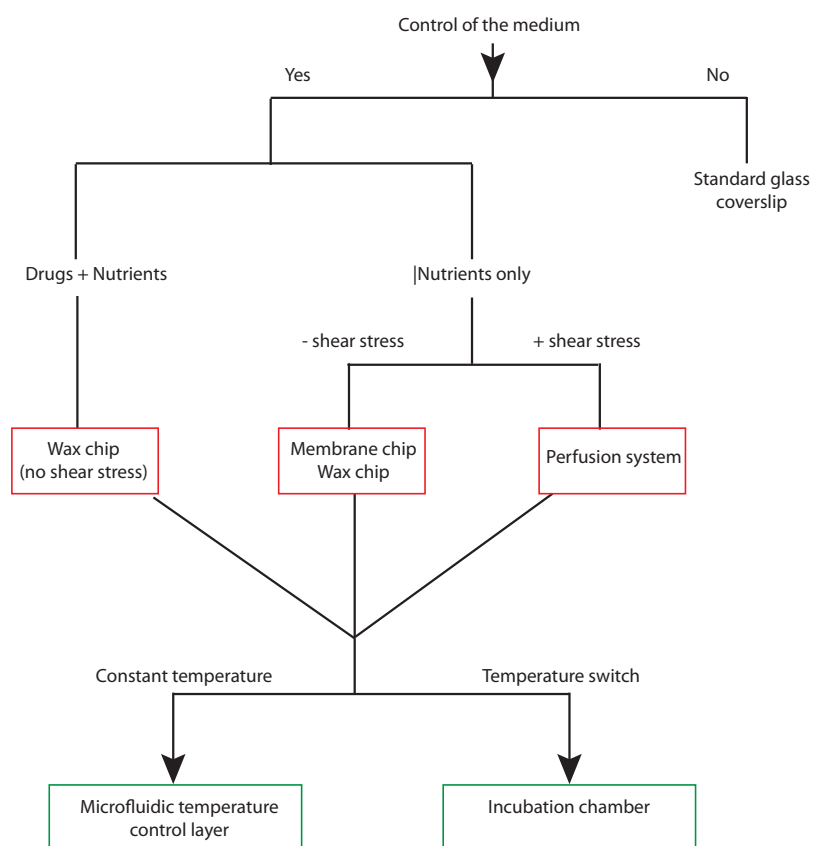 Control of the medium
Yes
No
Standard glass
coverslip
Drugs + Nutrients
|Nutrients only
- shear stress
+ shear stress
Wax chip
(no shear stress)
Membrane chip
Wax chip
Perfusion system
Constant temperature
Temperature switch
Microfluidic temperature
control layer
Incubation chamber